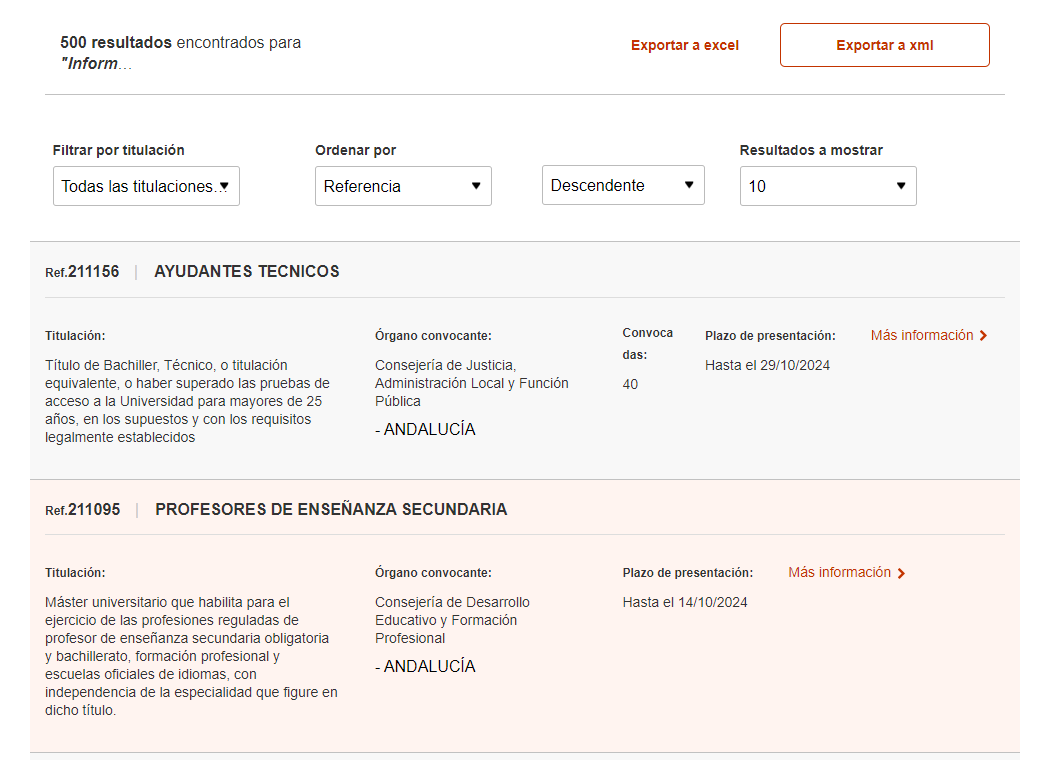 500 resultados encontrados para
"Inform...
Exportar a excel
Exportar a xml
Filtrar por titulación
Ordenar por
Resultados a mostrar
Todas las titulaciones...
Referencia
Descendente
10
Ref.211156 | AYUDANTES TECNICOS
Titulación:
Título de Bachiller, Técnico, o titulación
equivalente, o haber superado las pruebas de
acceso a la Universidad para mayores de 25
años, en los supuestos y con los requisitos
legalmente establecidos
Órgano convocante:
Consejería de Justicia,
Administración Local y Función
Pública
- ANDALUCÍA
Convoca
das:
40
Plazo de presentación:
Hasta el 29/10/2024
Más información
Ref.211095 | PROFESORES DE ENSEÑANZA SECUNDARIA
Titulación:
Máster universitario que habilita para el
ejercicio de las profesiones reguladas de
profesor de enseñanza secundaria obligatoria
y bachillerato, formación profesional y
escuelas oficiales de idiomas, con
independencia de la especialidad que figure en
dicho título.
Órgano convocante:
Consejería de Desarrollo
Educativo y Formación
Profesional
- ANDALUCÍA
Plazo de presentación:
Hasta el 14/10/2024
Más información